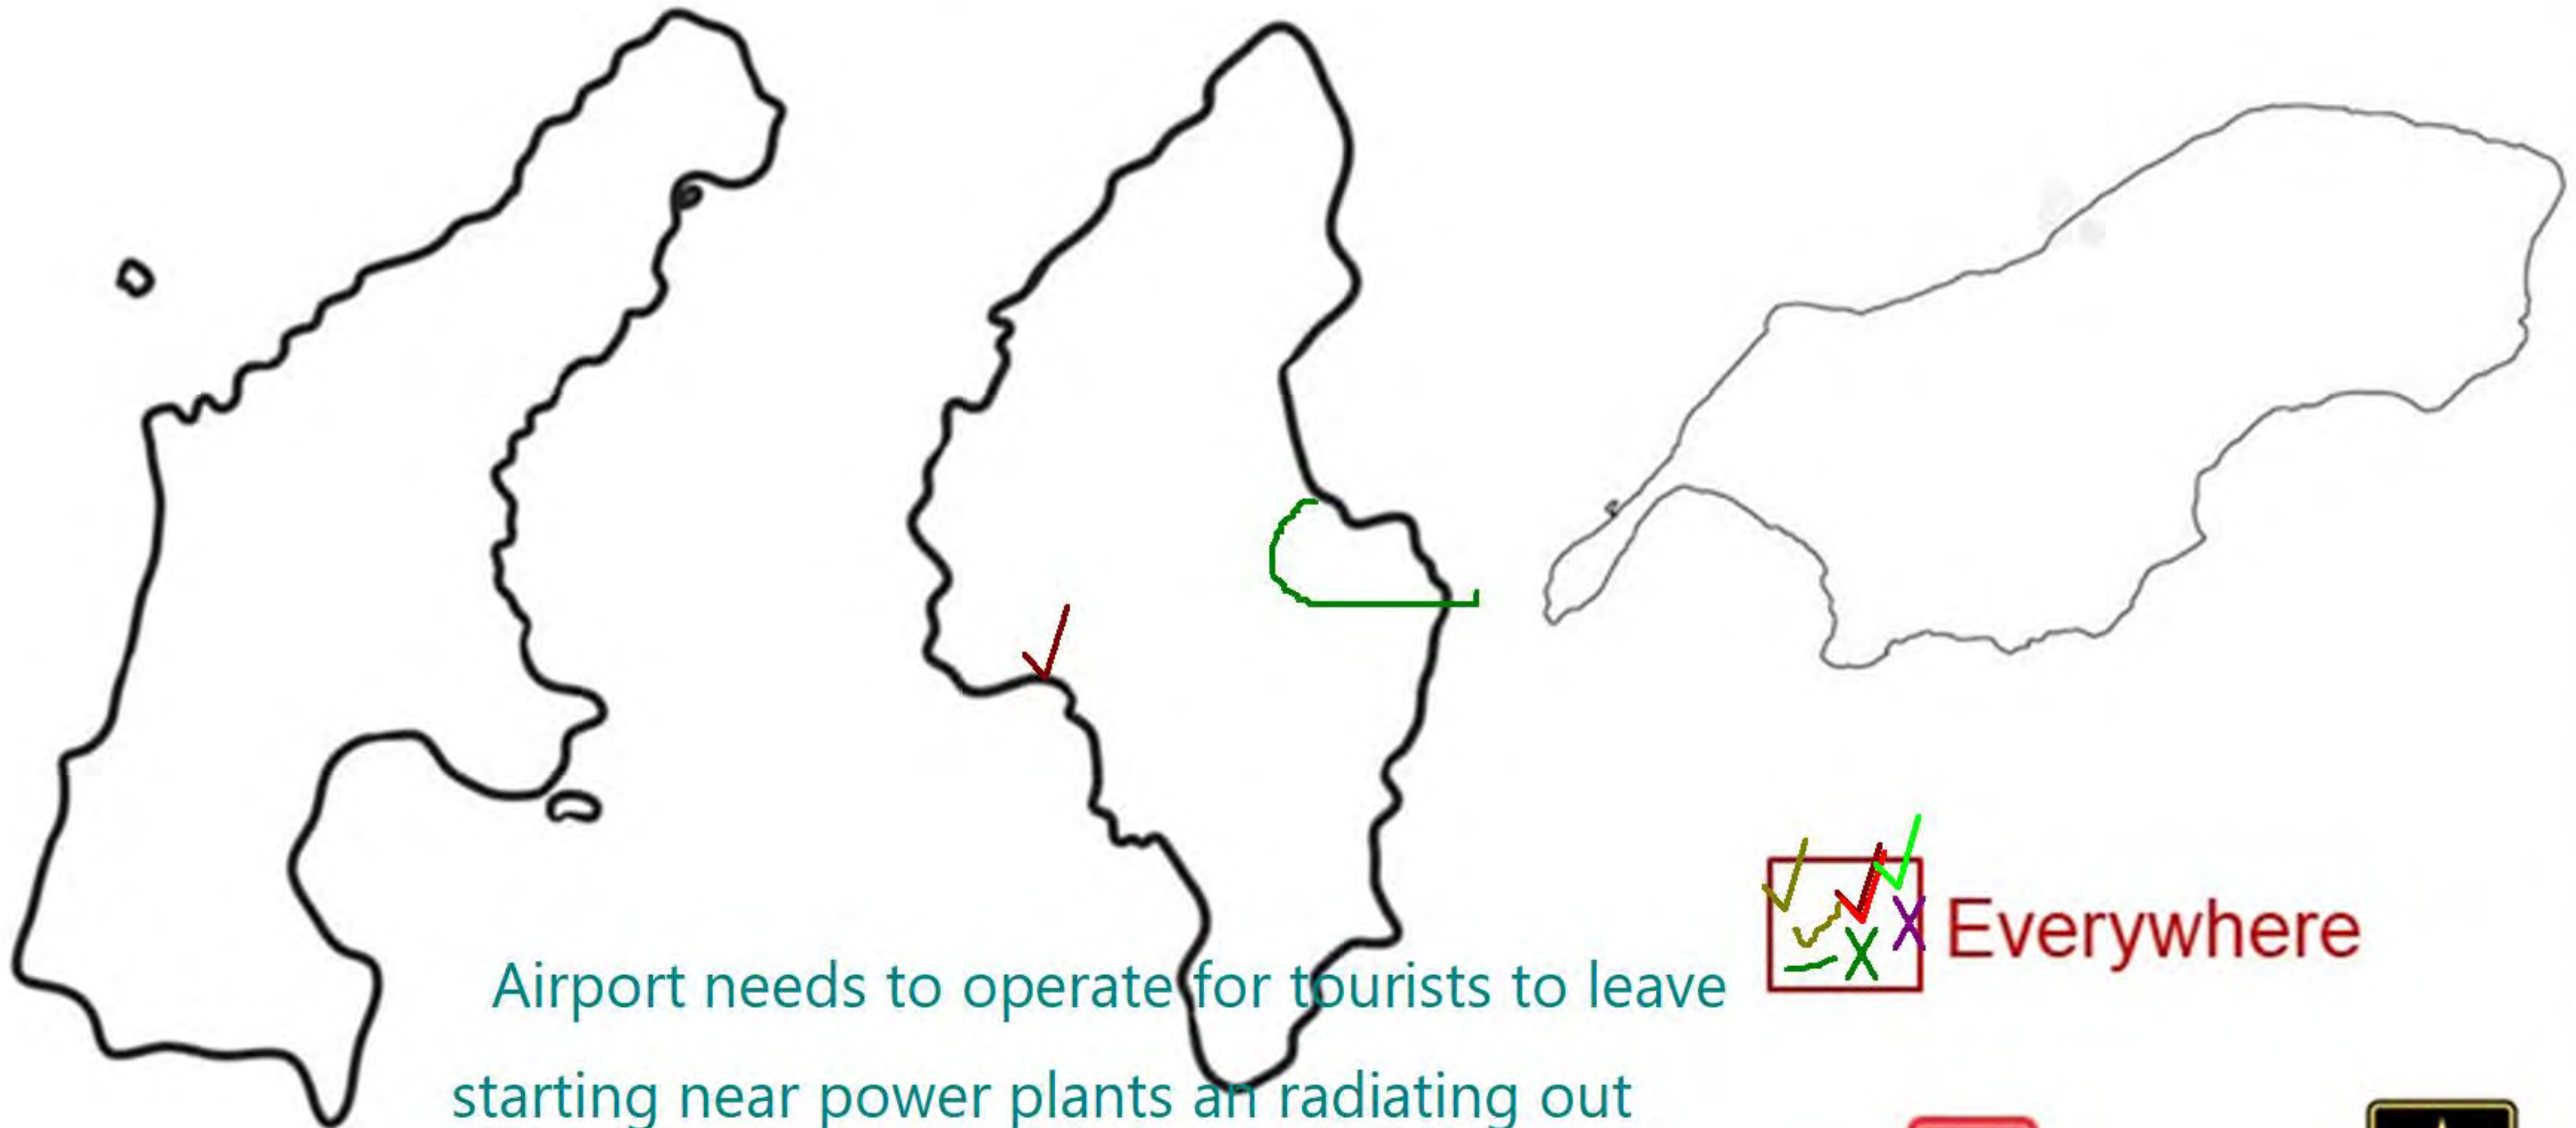 Everywhere
Airport needs to operate for tourists to leave
starting near power plants an radiating out